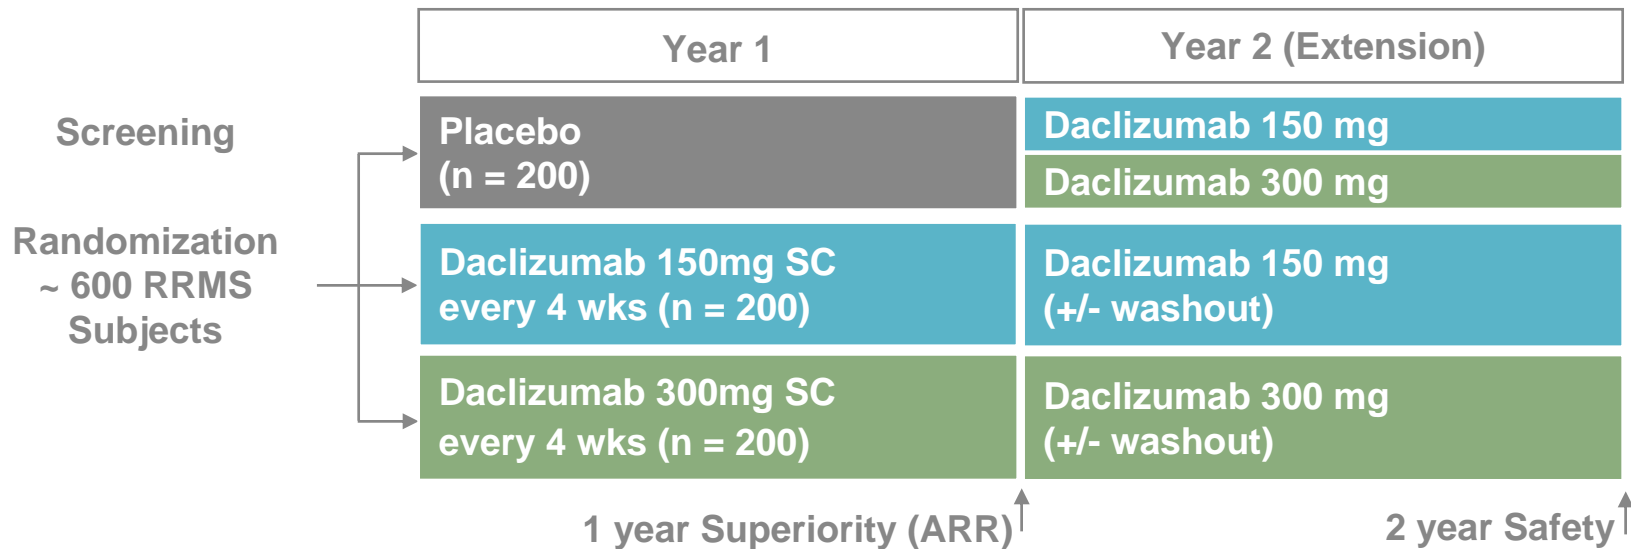 Year 1
Year 2 (Extension)
Screening
Randomization
~ 600 RRMS
Subjects
Placebo
(n = 200)
Daclizumab 150 mg
Daclizumab 300 mg
Daclizumab 150mg SC
every 4 wks (n = 200)
Daclizumab 150 mg
(+/- washout)
Daclizumab 300mg SC
every 4 wks (n = 200)
Daclizumab 300 mg
(+/- washout)
1 year Superiority (ARR)
2 year Safety